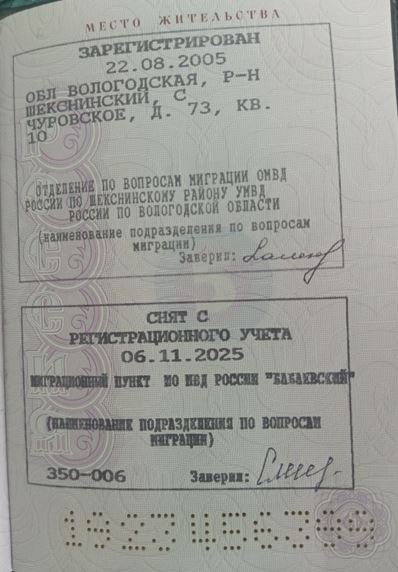 МЕСТО ЖИТЕЛЬСТВА
ЗАРЕГИСТРИРОВАН
22.08.2005
ОБЛ ВОЛОГОДСКАЯ, Р-Н
ШЕКСНИНСКИЙ, С
ЧУРОВСКОЕ, Д. 73, КВ.
10
ОТДЕЛЕНИЕ ПО ВОПРОСАМ МИГРАЦИИ ОМВД
РОССИИ ПО ШЕКСНИНСКОМУ РАЙОНУ УМВД
РОССИИ ПО ВОЛОГОДСКОЙ ОБЛАСТИ
(наименование подразделения по вопросам
миграции)
Заверил:
СНЯТ С
РЕГИСТРАЦИОННОГО УЧЕТА
06.11.2025
МИГРАЦИОННЫЙ ПУНКТ МО МВД РОССИИ "БАБАЕВСКИЙ"
(НАИМЕНОВАНИЕ ПОДРАЗДЕЛЕНИЯ ПО ВОПРОСАМ
МИГРАЦИИ)
350-006 Заверил: